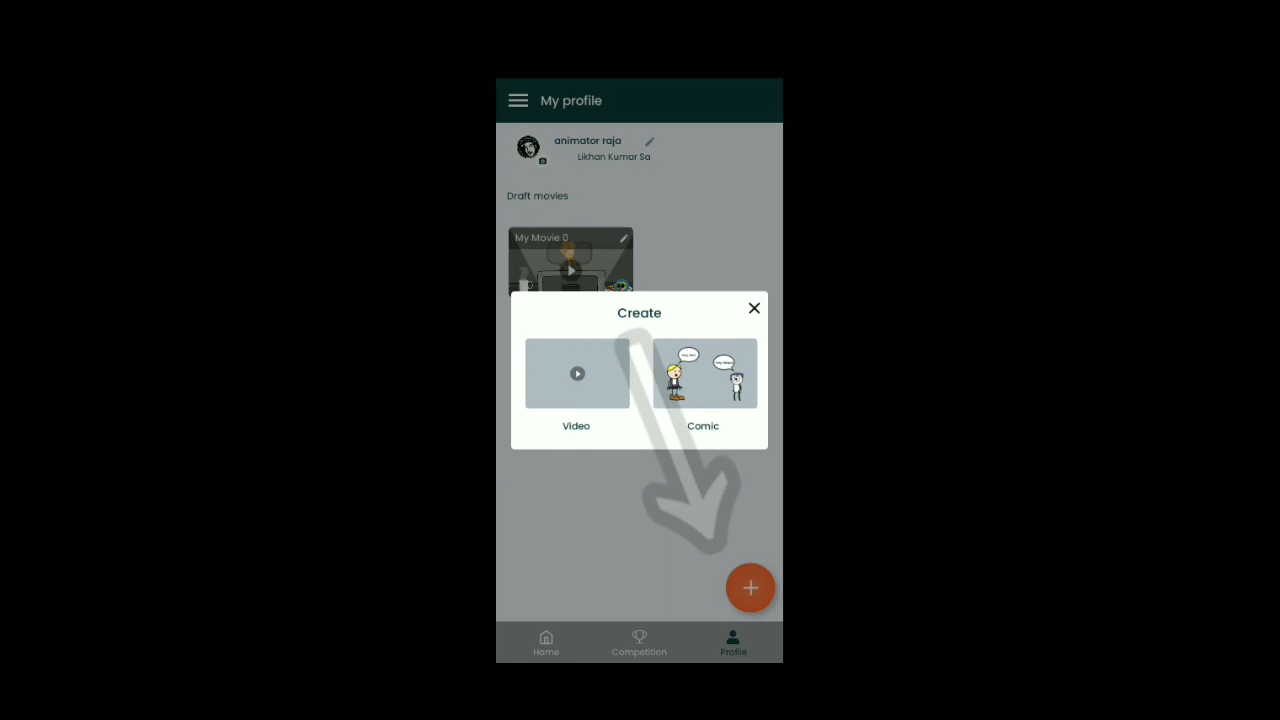 My profile
animator raja
Likhan Kumar Sa
Draft movies
My Movie 0
Create
Video
Comic
Home
Competition
Profile